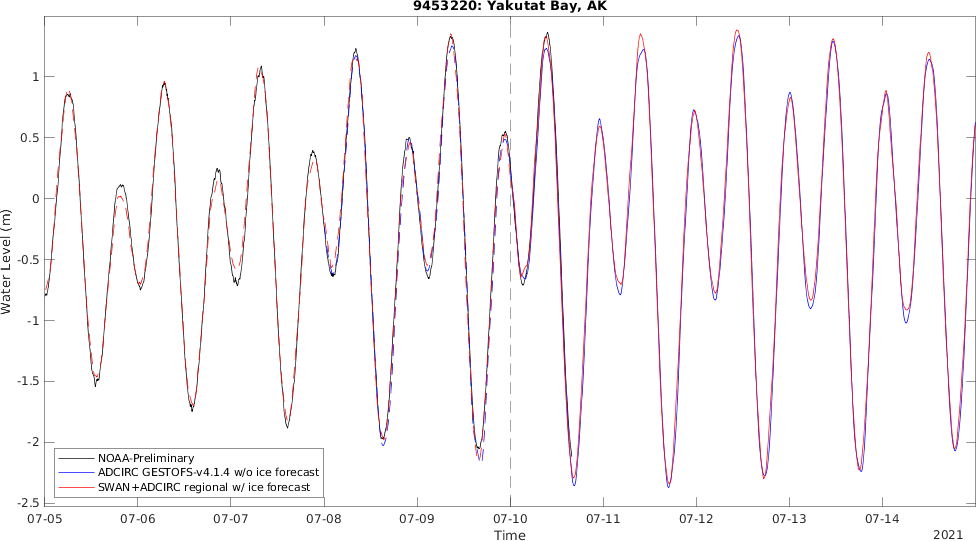 9453220: Yakutat Bay, AK
Water Level (m)
1
0.5
0
-0.5
-1
-1.5
-2
-2.5
NOAA-Preliminary
ADCIRC GESTOFS-v4.1.4 w/o ice forecast
SWAN+ADCIRC regional w/ ice forecast
07-05 07-06 07-07 07-08 07-09 07-10 07-11 07-12 07-13 07-14
Time
2021